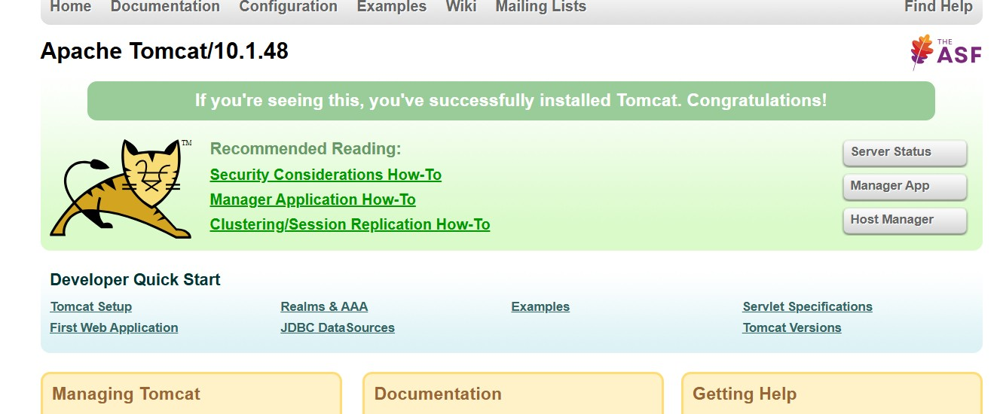 Home Documentation Configuration Examples Wiki Mailing Lists Find Help
Apache Tomcat/10.1.48
THE
ASF
If you're seeing this, you've successfully installed Tomcat. Congratulations!
TM
Recommended Reading:
Security Considerations How-To
Manager Application How-To
Clustering/Session Replication How-To
Server Status
Manager App
Host Manager
Developer Quick Start
Tomcat Setup
First Web Application
Realms & AAA
JDBC DataSources
Examples
Servlet Specifications
Tomcat Versions
Managing Tomcat
Documentation
Getting Help